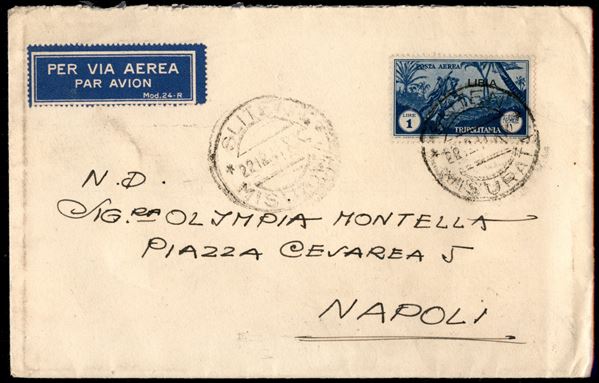 PER VIA AEREA
PAR AVION
Mod. 24-R
POSTA AEREA
LIBIA
LIRE
1
TRIPOLITANIA
MISURATA
N.D.
SIG.RA OLYMPIA MONTELLA
PIAZZA CESAREA 5
NAPOLI